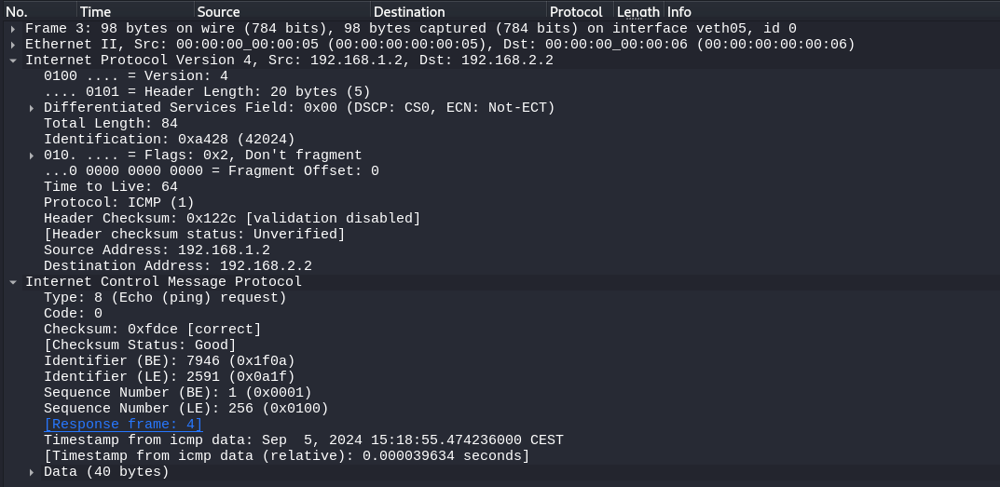 No. Time Source Destination Protocol Length Info
Frame 3: 98 bytes on wire (784 bits), 98 bytes captured (784 bits) on interface veth05, id 0
Ethernet II, Src: 00:00:00_00:00:05 (00:00:00:00:00:05), Dst: 00:00:00_00:00:06 (00:00:00:00:00:06)
Internet Protocol Version 4, Src: 192.168.1.2, Dst: 192.168.2.2
0100 .... = Version: 4
.... 0101 = Header Length: 20 bytes (5)
Differentiated Services Field: 0x00 (DSCP: CS0, ECN: Not-ECT)
Total Length: 84
Identification: 0xa428 (42024)
010. .... = Flags: 0x2, Don't fragment
...0 0000 0000 0000 = Fragment Offset: 0
Time to Live: 64
Protocol: ICMP (1)
Header Checksum: 0x122c [validation disabled]
[Header checksum status: Unverified]
Source Address: 192.168.1.2
Destination Address: 192.168.2.2
Internet Control Message Protocol
Type: 8 (Echo (ping) request)
Code: 0
Checksum: 0xfdce [correct]
[Checksum Status: Good]
Identifier (BE): 7946 (0x1f0a)
Identifier (LE): 2591 (0x0a1f)
Sequence Number (BE): 1 (0x0001)
Sequence Number (LE): 256 (0x0100)
[Response frame: 4]
Timestamp from icmp data: Sep  5, 2024 15:18:55.474236000 CEST
[Timestamp from icmp data (relative): 0.000039634 seconds]
Data (40 bytes)